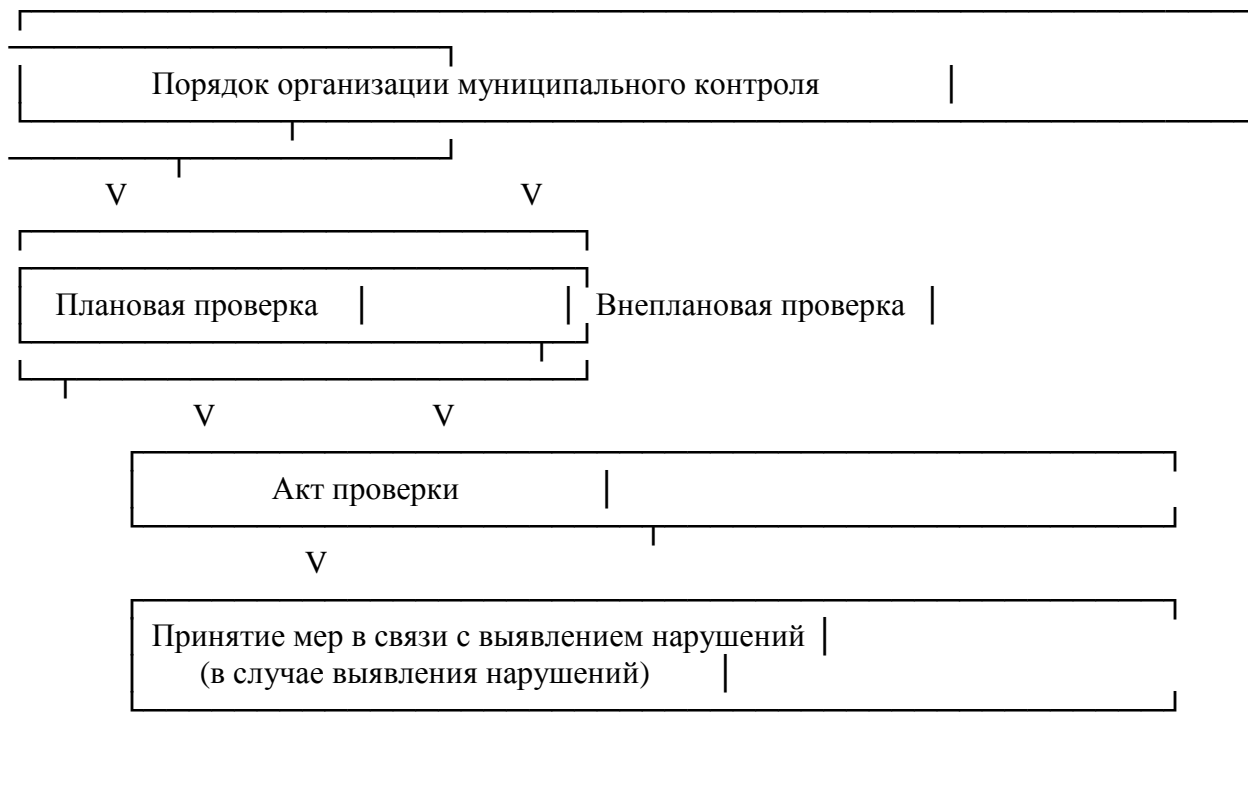 Порядок организации муниципального контроля
V V
Плановая проверка Внеплановая проверка
V V
Акт проверки
V
Принятие мер в связи с выявлением нарушений
(в случае выявления нарушений)